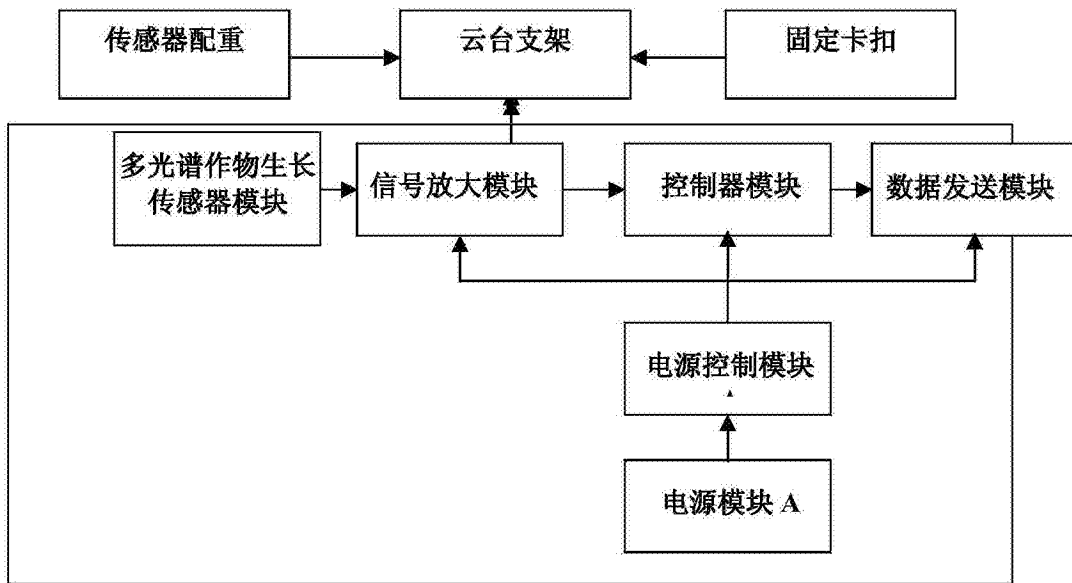 传感器配重
云台支架
固定卡扣
多光谱作物生长
传感器模块
信号放大模块
控制器模块
数据发送模块
电源控制模块
电源模块 A